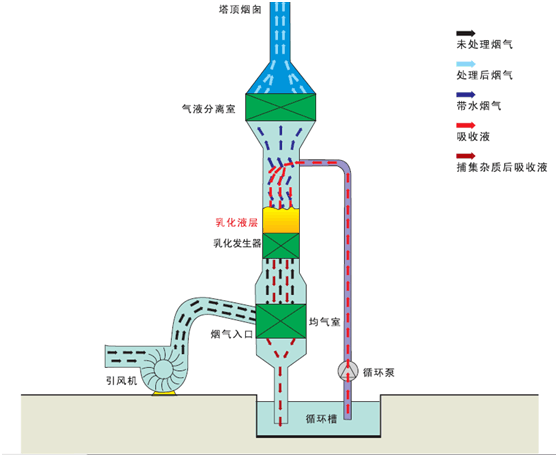 塔顶烟囱
未处理烟气
处理后烟气
气液分离室
带水烟气
吸收液
捕集杂质后吸收液
乳化液层
乳化发生器
烟气入口
均气室
引风机
循环泵
循环槽